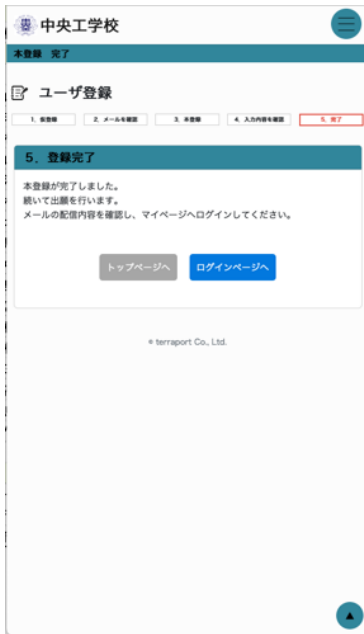 中央工学校
本登録 完了
ユーザ登録
1. 仮登録
2. メールを確認
3. 本登録
4. 入力内容を確認
5. 完了
5. 登録完了
本登録が完了しました。
続いて出願を行います。
メールの配信内容を確認し、マイページへログインしてください。
トップページへ
ログインページへ
© terraport Co., Ltd.
▲